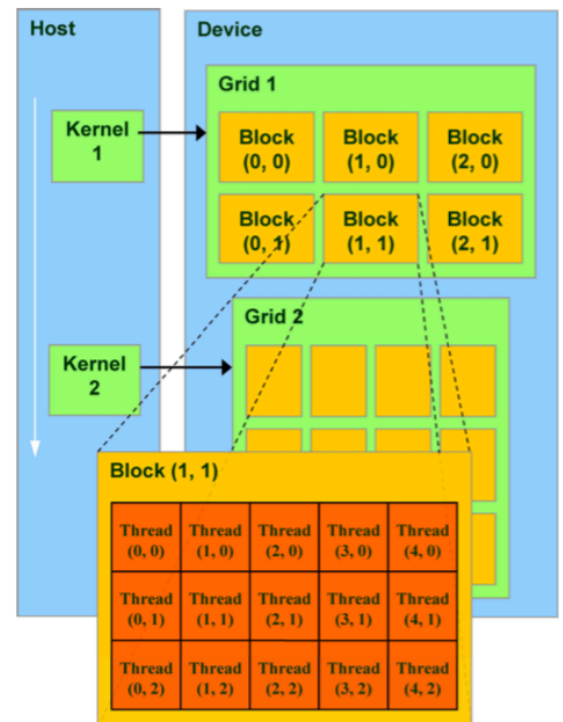 Host
Device
Grid 1
Kernel
1
Block
(0, 0)
Block
(1, 0)
Block
(2, 0)
Block
(0, 1)
Block
(1, 1)
Block
(2, 1)
Grid 2
Kernel
2
Block (1, 1)
Thread
(0, 0)
Thread
(1, 0)
Thread
(2, 0)
Thread
(3, 0)
Thread
(4, 0)
Thread
(0, 1)
Thread
(1, 1)
Thread
(2, 1)
Thread
(3, 1)
Thread
(4, 1)
Thread
(0, 2)
Thread
(1, 2)
Thread
(2, 2)
Thread
(3, 2)
Thread
(4, 2)